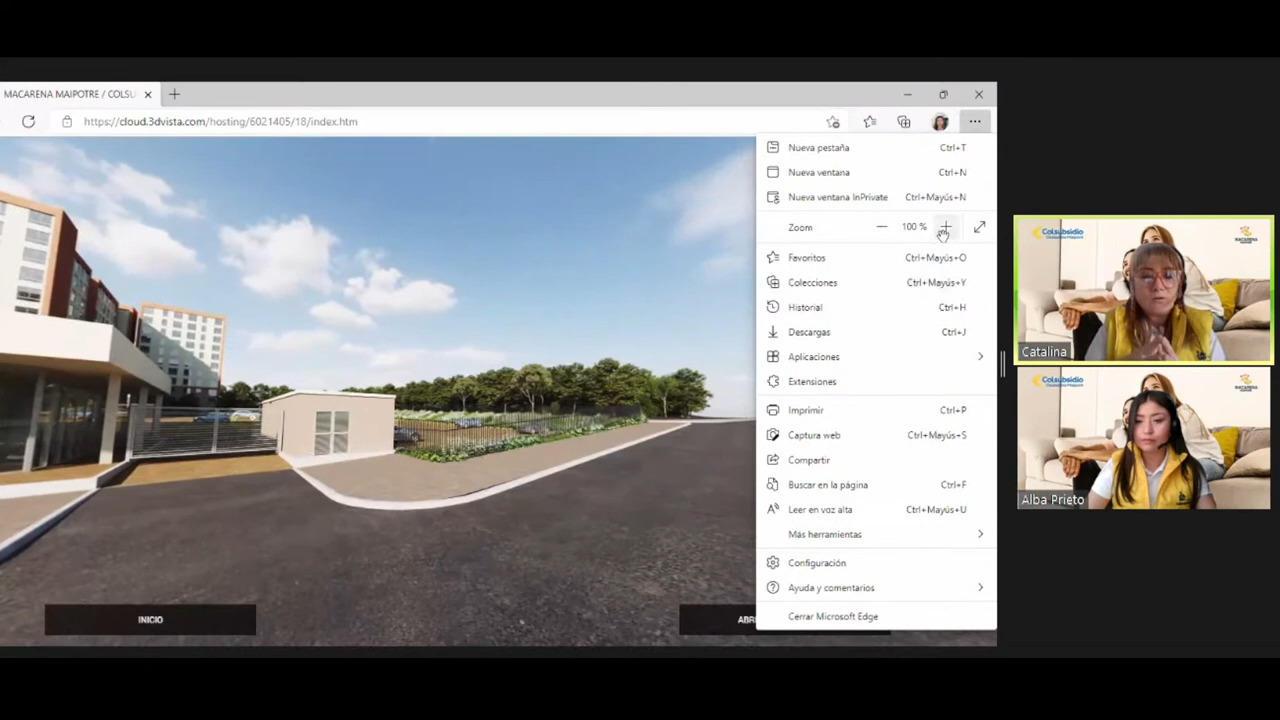 MACARENA MAIPOTRE / COLSU
https://cloud.3dvista.com/hosting/6021405/18/index.htm
Nueva pestaña Ctrl+T
Nueva ventana Ctrl+N
Nueva ventana InPrivate Ctrl+Mayús+N
Zoom 100 %
Favoritos Ctrl+Mayús+O
Colecciones Ctrl+Mayús+Y
Historial Ctrl+H
Descargas Ctrl+J
Aplicaciones
Extensiones
Imprimir Ctrl+P
Captura web Ctrl+Mayús+S
Compartir
Buscar en la página Ctrl+F
Leer en voz alta Ctrl+Mayús+U
Más herramientas
Configuración
Ayuda y comentarios
Cerrar Microsoft Edge
INICIO
ABRI
Colsubsidio
MACARENA
Catalina
Colsubsidio
MACARENA
Alba Prieto